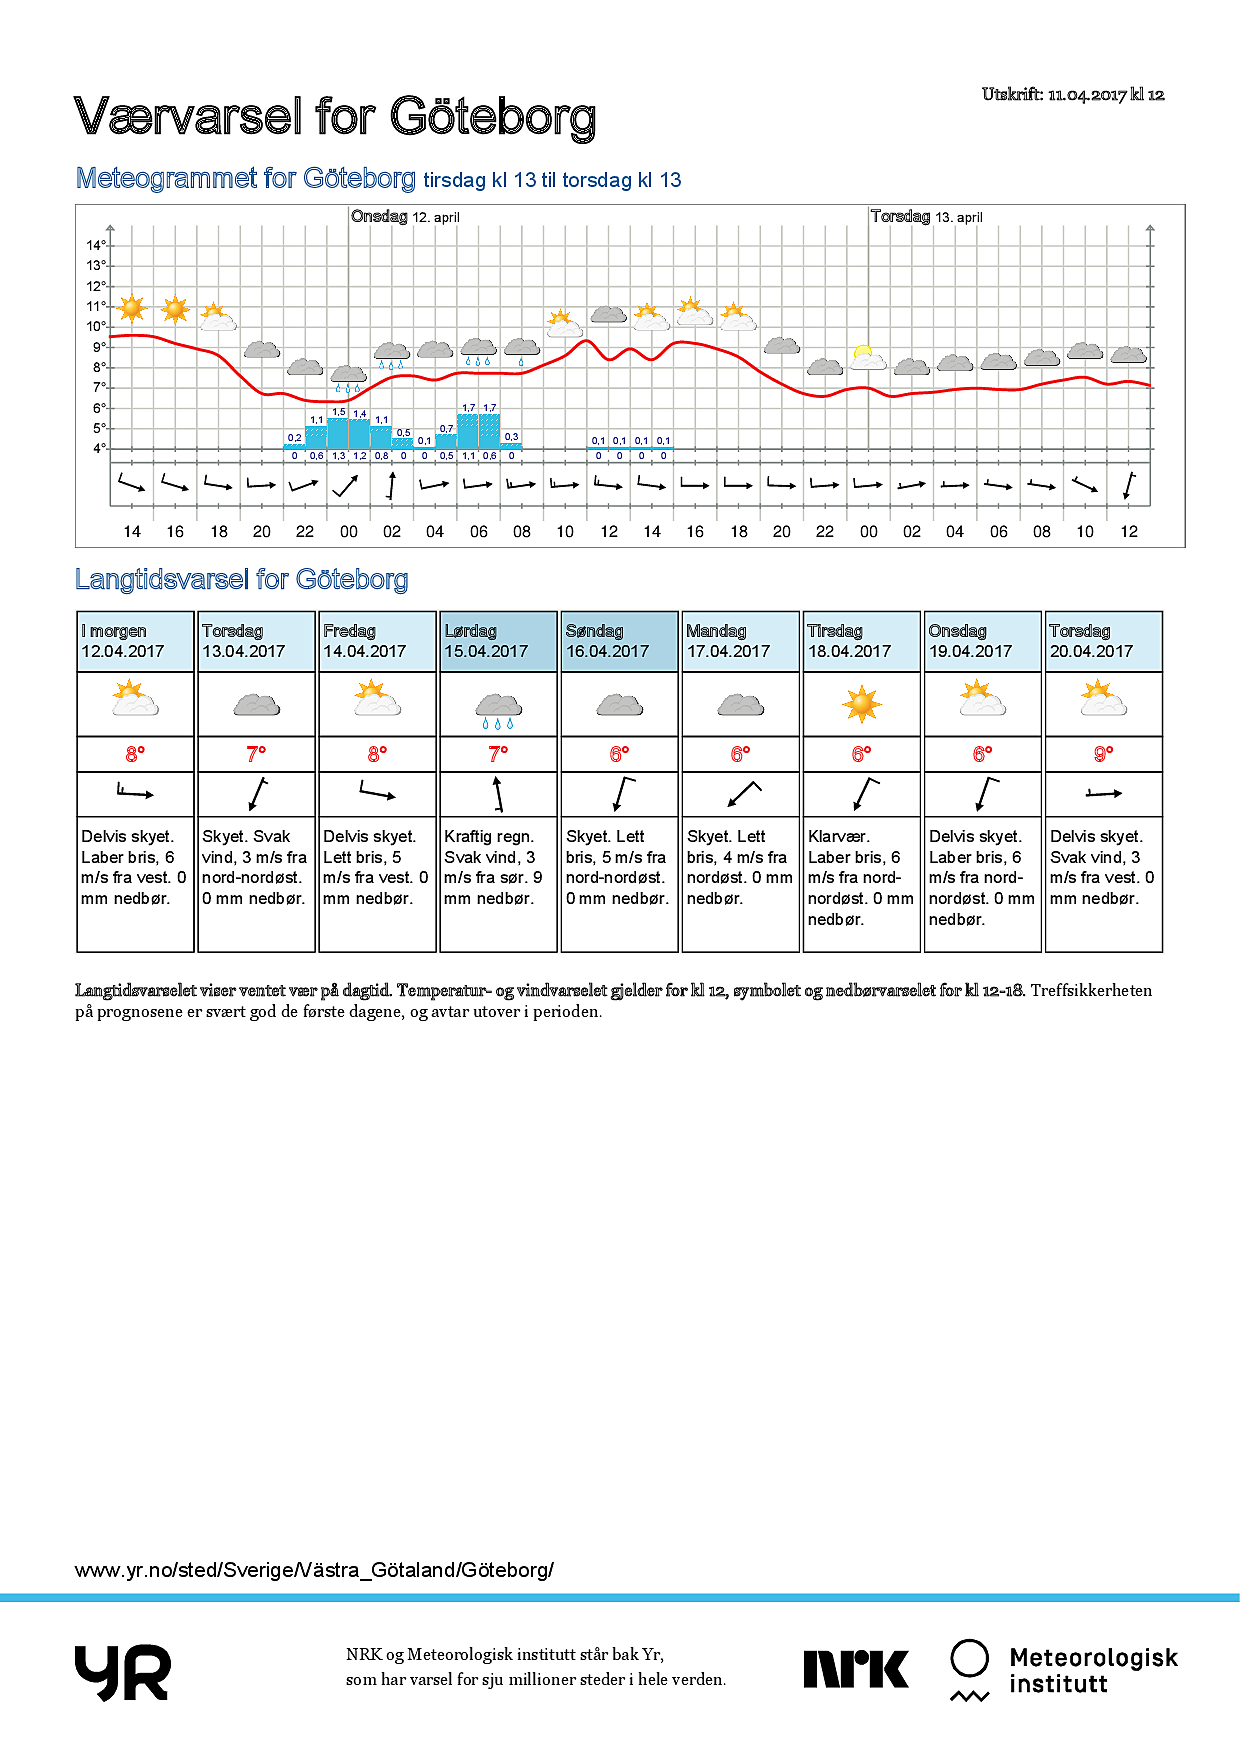 Værvarsel for Göteborg
Utskrift: 11.04.2017 kl 12
Meteogrammet for Göteborg tirsdag kl 13 til torsdag kl 13
Onsdag 12. april Torsdag 13. april
14°
13°
12°
11°
10°
9°
8°
7°
6°
5°
4°
0,2 1,1 1,5 1,4 1,1 0,5 0,1 0,7 1,7 1,7 0,3 0,1 0,1 0,1 0,1
0 0,6 1,3 1,2 0,8 0 0 0,5 1,1 0,6 0 0 0 0 0
14 16 18 20 22 00 02 04 06 08 10 12 14 16 18 20 22 00 02 04 06 08 10 12
Langtidsvarsel for Göteborg
I morgen Torsdag Fredag Lørdag Søndag Mandag Tirsdag Onsdag Torsdag
12.04.2017 13.04.2017 14.04.2017 15.04.2017 16.04.2017 17.04.2017 18.04.2017 19.04.2017 20.04.2017
8° 7° 8° 7° 6° 6° 6° 6° 9°
Delvis skyet.
Laber bris, 6
m/s fra vest. 0
mm nedbør.
Skyet. Svak
vind, 3 m/s fra
nord-nordøst.
0 mm nedbør.
Delvis skyet.
Lett bris, 5
m/s fra vest. 0
mm nedbør.
Kraftig regn.
Svak vind, 3
m/s fra sør. 9
mm nedbør.
Skyet. Lett
bris, 5 m/s fra
nord-nordøst.
0 mm nedbør.
Skyet. Lett
bris, 4 m/s fra
nordøst. 0 mm
nedbør.
Klarvær.
Laber bris, 6
m/s fra nord-
nordøst. 0 mm
nedbør.
Delvis skyet.
Laber bris, 6
m/s fra nord-
nordøst. 0 mm
nedbør.
Delvis skyet.
Svak vind, 3
m/s fra vest. 0
mm nedbør.
Langtidsvarselet viser ventet vær på dagtid. Temperatur- og vindvarselet gjelder for kl 12, symbolet og nedbørvarselet for kl 12-18. Treffsikkerheten
på prognosene er svært god de første dagene, og avtar utover i perioden.
www.yr.no/sted/Sverige/Västra_Götaland/Göteborg/
YR
NRK og Meteorologisk institutt står bak Yr,
som har varsel for sju millioner steder i hele verden.
NRK
Meteorologisk
institutt